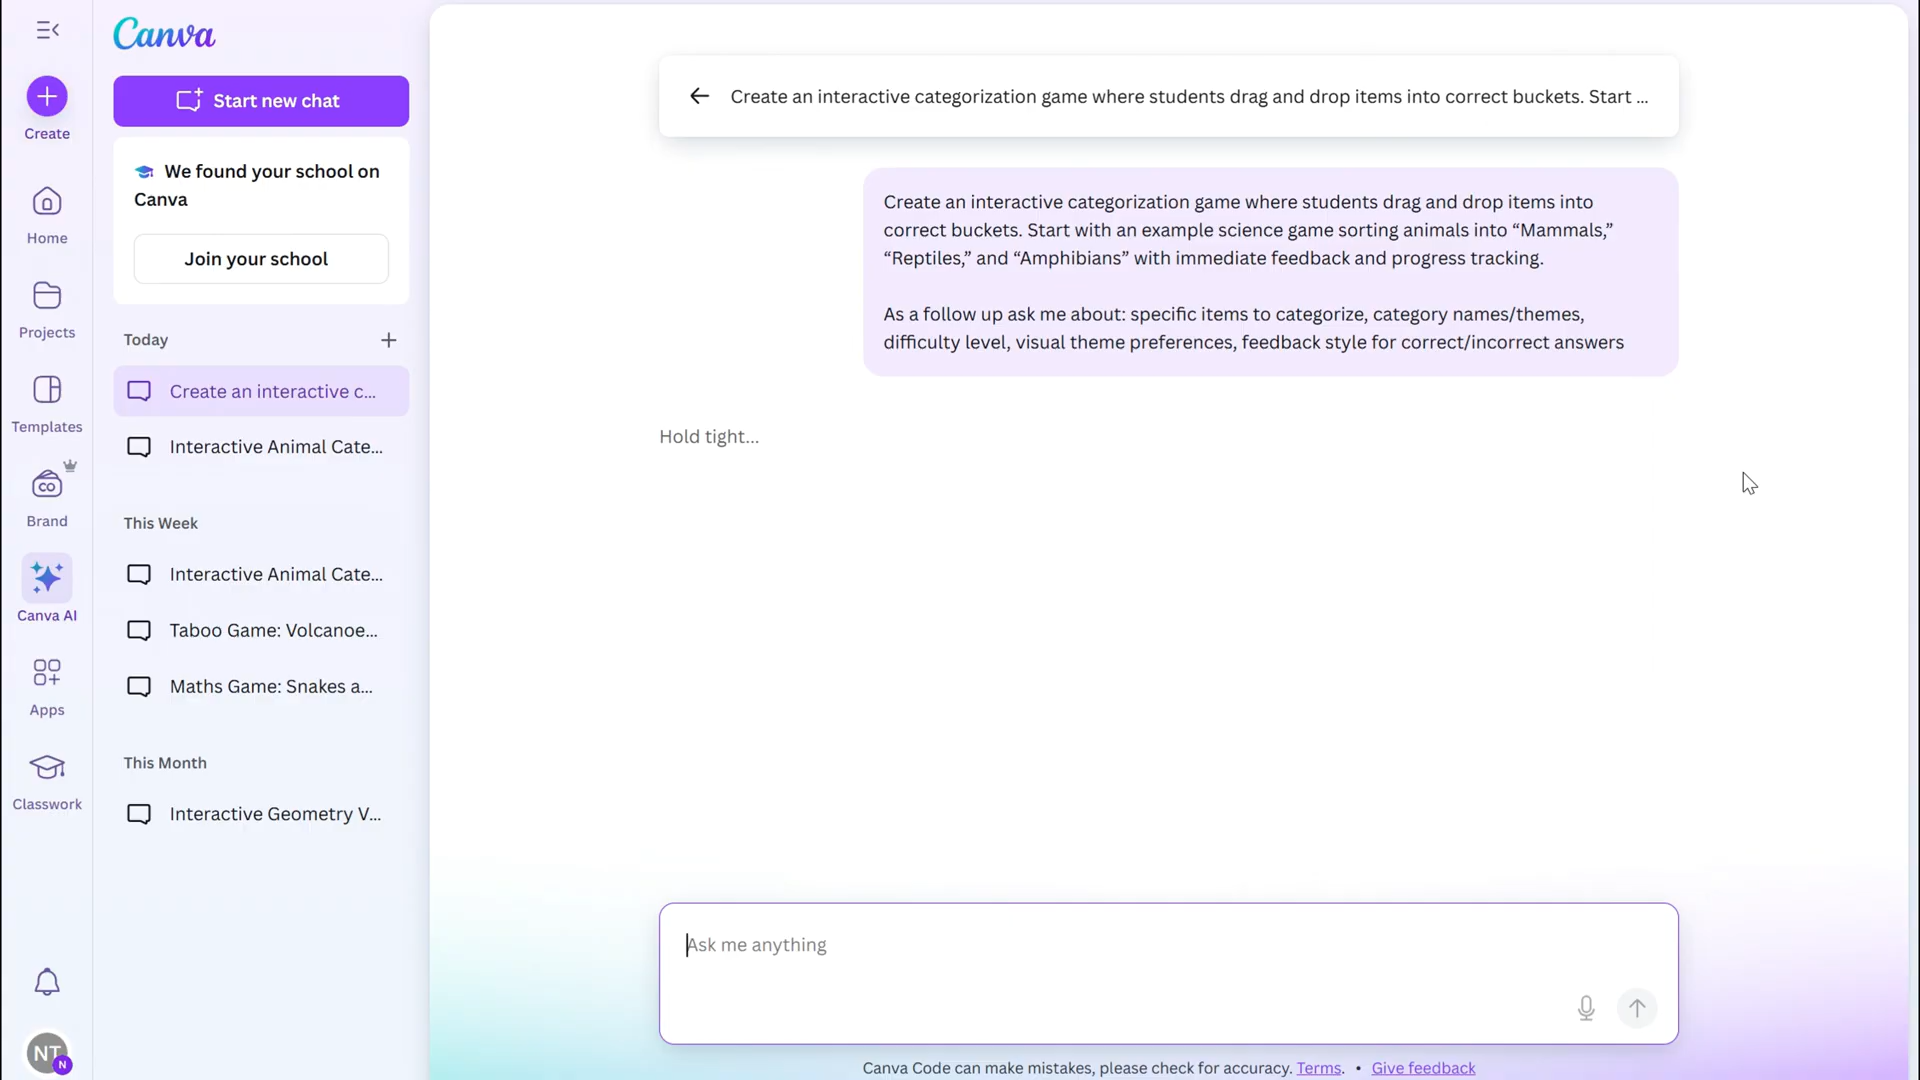 Canva
Start new chat
We found your school on
Canva
Join your school
Today
Create an interactive c...
Interactive Animal Cate...
This Week
Interactive Animal Cate...
Taboo Game: Volcanoe...
Maths Game: Snakes a...
This Month
Interactive Geometry V...
Create
Home
Projects
Templates
CO
Brand
Canva AI
Apps
Classwork
NT
N
Create an interactive categorization game where students drag and drop items into correct buckets. Start ...
Create an interactive categorization game where students drag and drop items into
correct buckets. Start with an example science game sorting animals into “Mammals,”
“Reptiles,” and “Amphibians” with immediate feedback and progress tracking.
As a follow up ask me about: specific items to categorize, category names/themes,
difficulty level, visual theme preferences, feedback style for correct/incorrect answers
Hold tight...
Ask me anything
Canva Code can make mistakes, please check for accuracy. Terms. • Give feedback